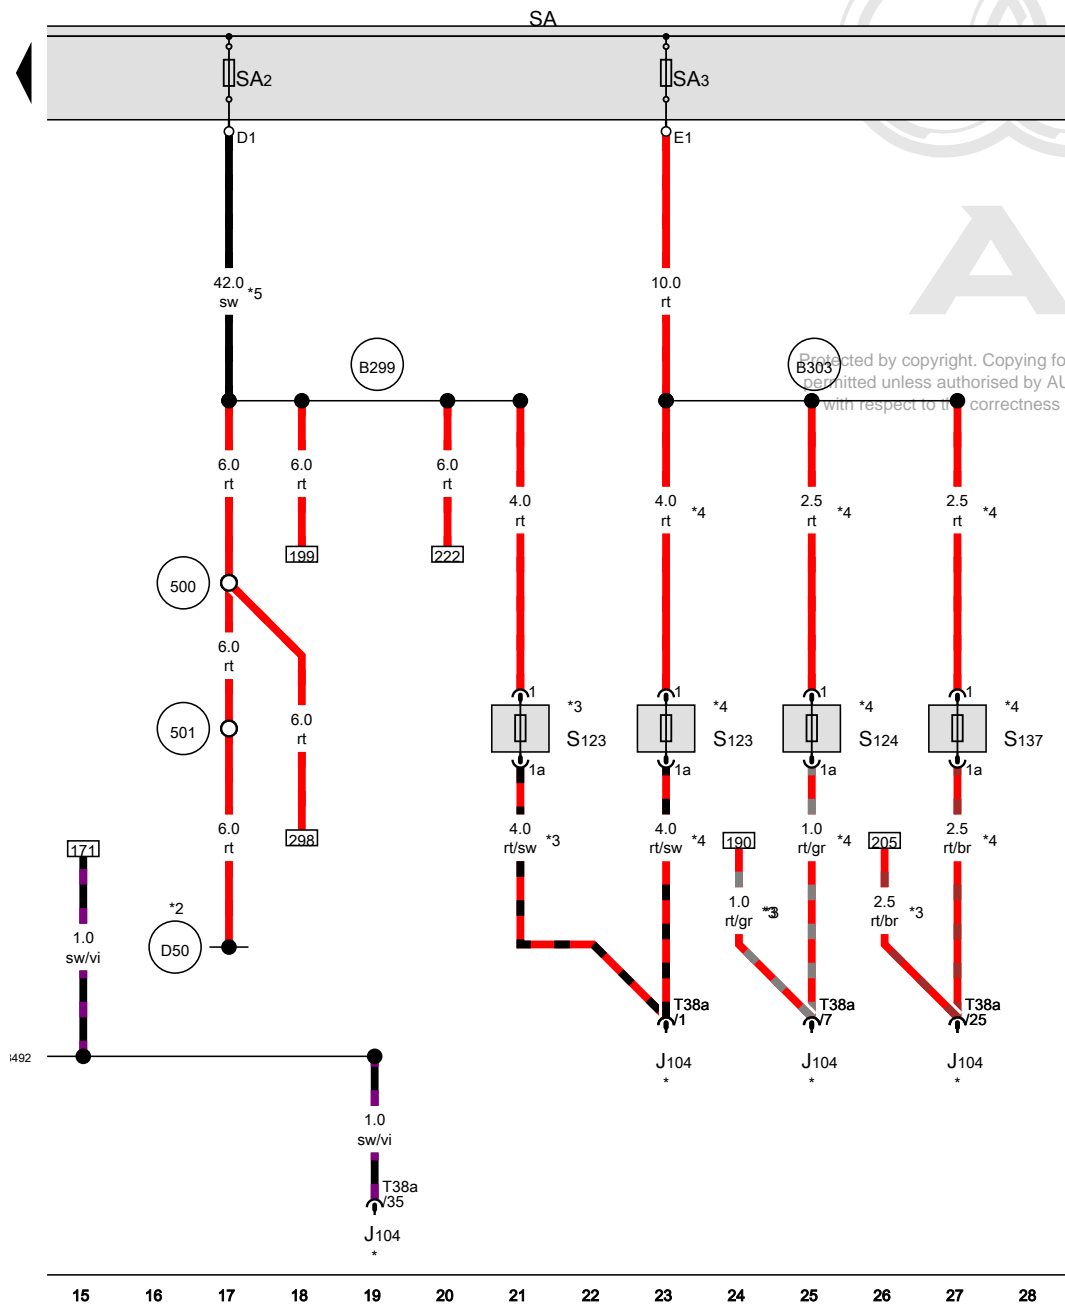 SA
SA2
SA3
D1
E1
42.0
sw
*5
10.0
rt
B299
B303
Protected by copyright. Copying fo
permitted unless authorised by AU
with respect to the correctness
6.0
rt
6.0
rt
6.0
rt
4.0
rt
4.0
rt
*4
2.5
rt
*4
2.5
rt
*4
199
222
500
6.0
rt
1
*3
S123
1a
1
*4
S123
1a
1
*4
S124
1a
1
*4
S137
1a
501
6.0
rt
6.0
rt
298
4.0
rt/sw
*3
4.0
rt/sw
*4
1.0
rt/gr
*4
2.5
rt/br
*4
171
190
205
1.0
rt/gr
*3
2.5
rt/br
*3
*2
D50
1.0
sw/vi
T38a
/1
T38a
/7
T38a
/25
J104
*
J104
*
J104
*
1.0
sw/vi
T38a
/35
J104
*
15 16 17 18 19 20 21 22 23 24 25 26 27 28